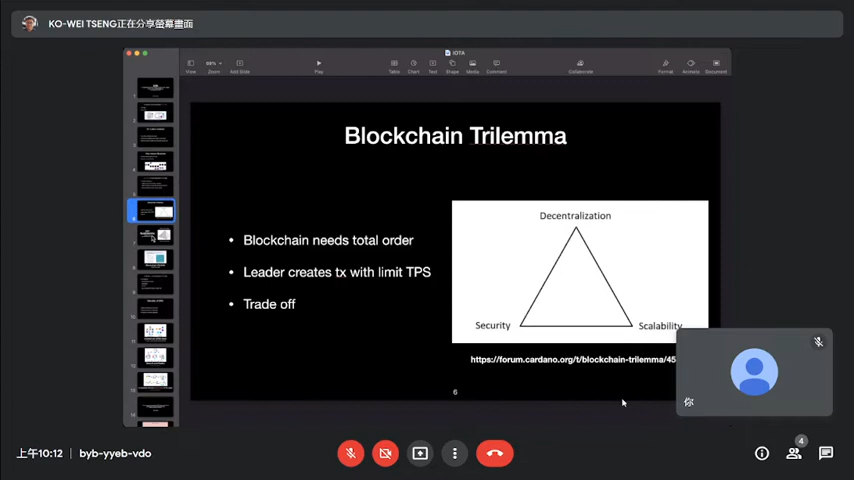 KO-WEI TSENG正在分享螢幕畫面
IOTA
View
Zoom
Add Slide
Play
Table
Chart
Text
Shape
Media
Comment
Collaborate
Format
Animate
Document
Blockchain Trilemma
• Blockchain needs total order
• Leader creates tx with limit TPS
• Trade off
Decentralization
Security
Scalability
https://forum.cardano.org/t/blockchain-trilemma/45
6
你
上午10:12
byb-yyeb-vdo
4